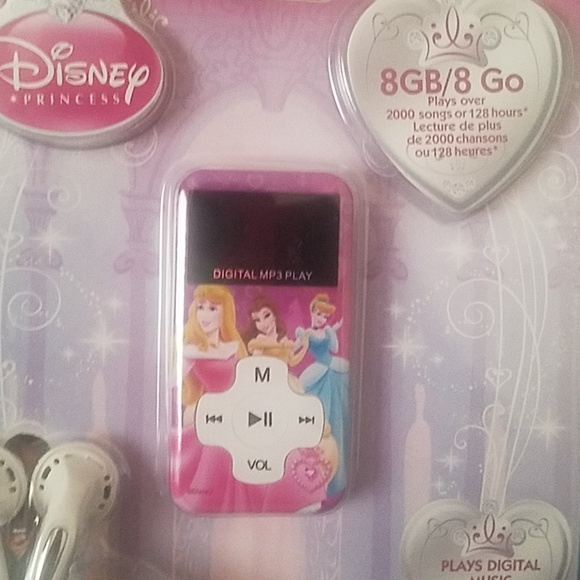 Disney
PRINCESS
8GB/8 Go
Plays over
2000 songs or 128 hours*
Lecture de plus
de 2000 chansons
ou 128 heures*
DIGITAL MP3 PLAY
M
VOL
PLAYS DIGITAL
MUSIC